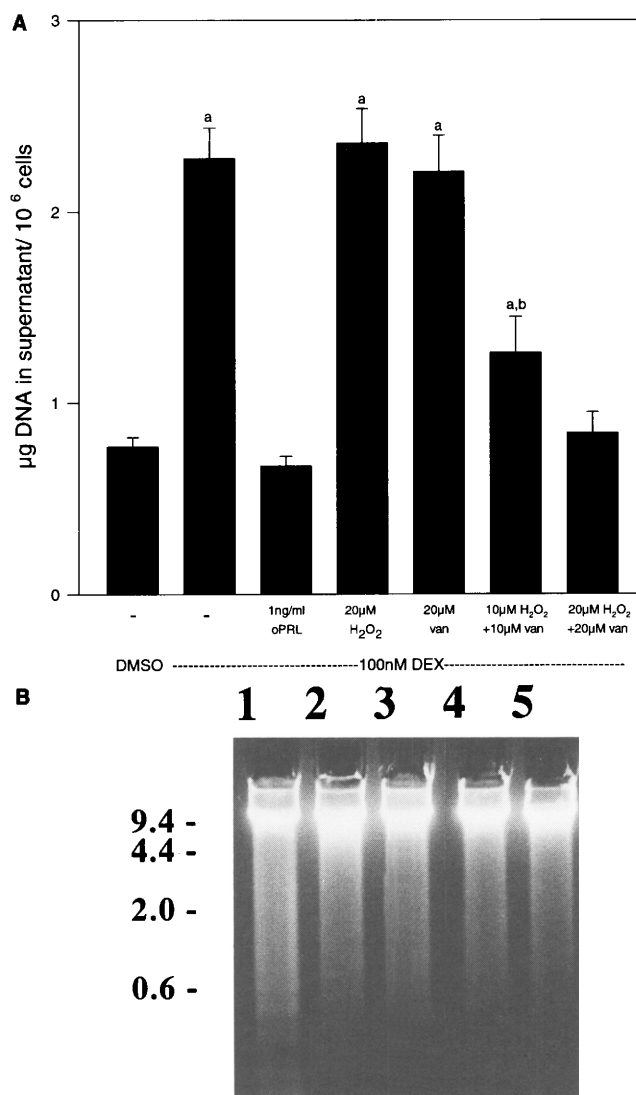 A
3
a
a
a
2
a,b
1
0
µg DNA in supernatant/ 10⁶ cells
- - 1ng/ml 20µM 20µM 10µM H₂O₂ 20µM H₂O₂
oPRL H₂O₂ van +10µM van +20µM van
DMSO --------------------------100nM DEX--------------------------
B
1 2 3 4 5
9.4 -
4.4 -
2.0 -
0.6 -